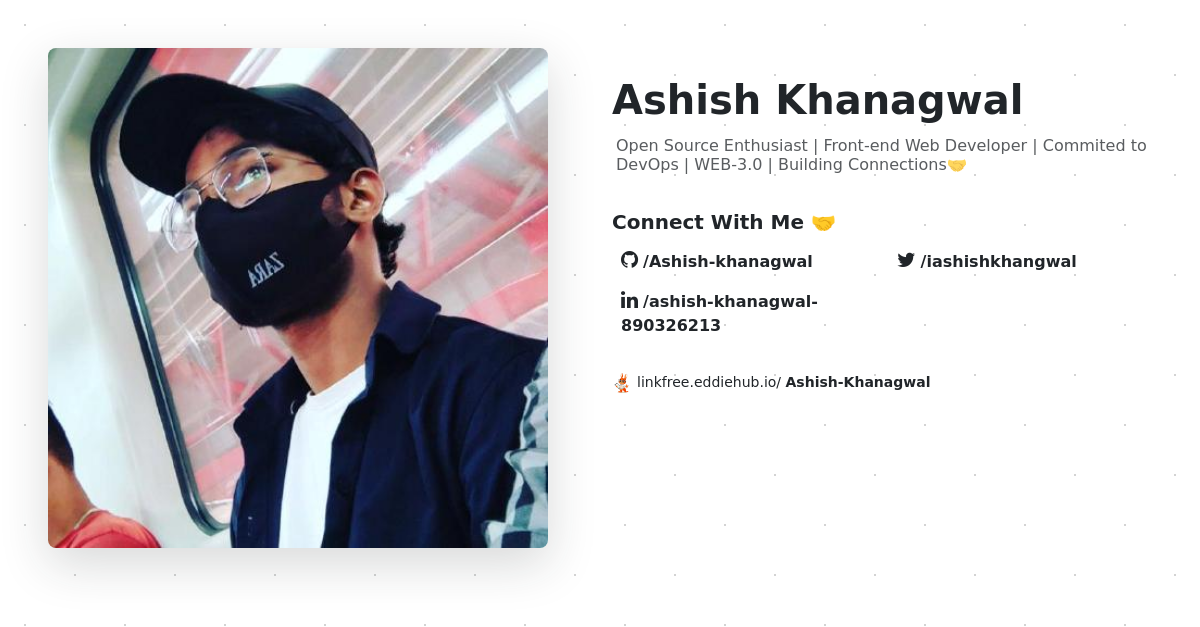 Ashish Khanagwal
Open Source Enthusiast | Front-end Web Developer | Commited to
DevOps | WEB-3.0 | Building Connections🤝
Connect With Me 🤝
/Ashish-khanagwal
/iashishkhangwal
/ashish-khanagwal-
890326213
linkfree.eddiehub.io/ Ashish-Khanagwal
ZARA